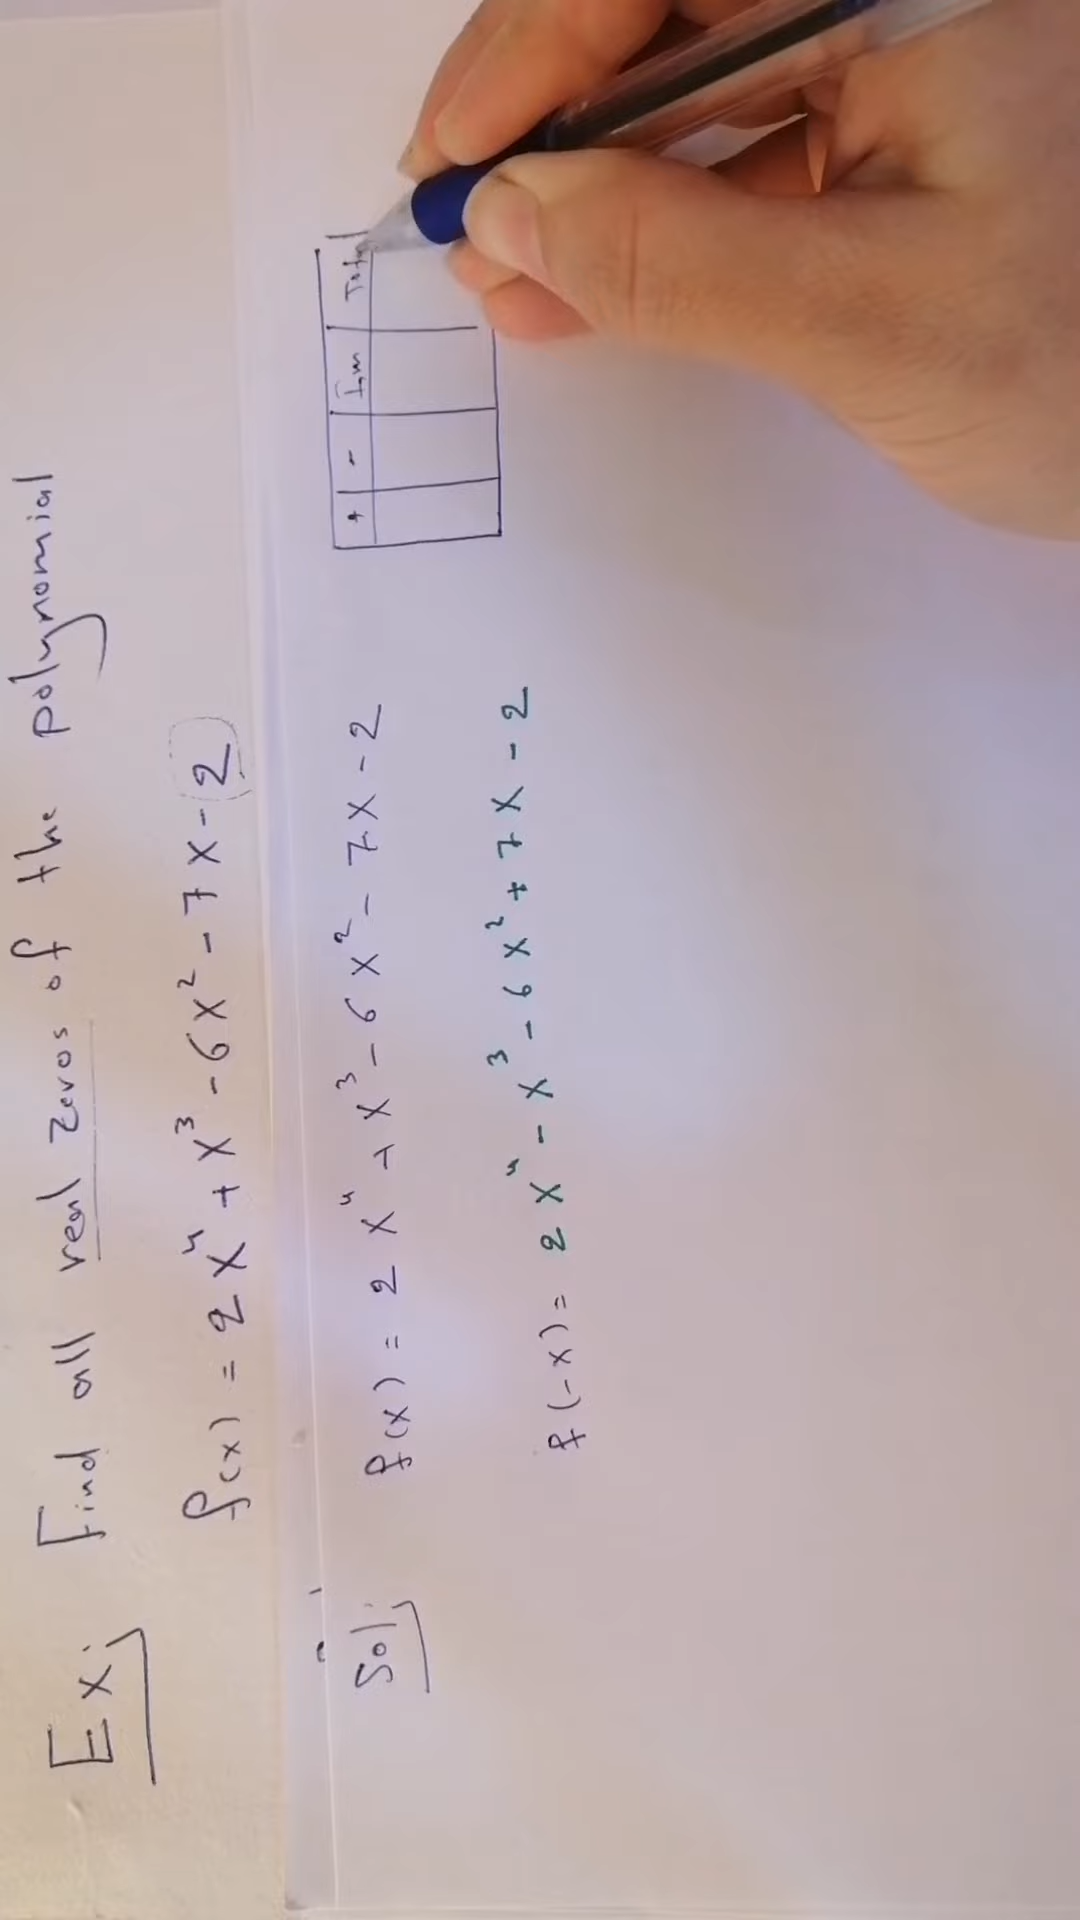 Ex: Find all real zeros of the polynomial
f(x) = 2x⁴ + x³ - 6x² - 7x - 2
Sol: f(x) = 2x⁴ + x³ - 6x² - 7x - 2
+ - Im Total
f(-x) = 2x⁴ - x³ - 6x² + 7x - 2